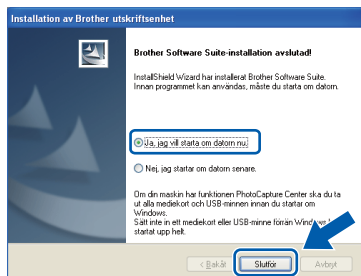 Installation av Brother utskriftsenhet
Brother Software Suite-installation avslutad!
InstallShield Wizard har installerat Brother Software Suite.
Innan programmet kan användas, måste du starta om datorn.
Ja, jag vill starta om datorn nu.
Nej, jag startar om datorn senare.
Om din maskin har funktionen PhotoCapture Center ska du ta
ut alla mediekort och USB-minnen innan du startar om
Windows.
Sätt inte in ett mediekort eller USB-minne förrän Windows
startat upp helt.
< Bakåt
Slutför
Avbryt